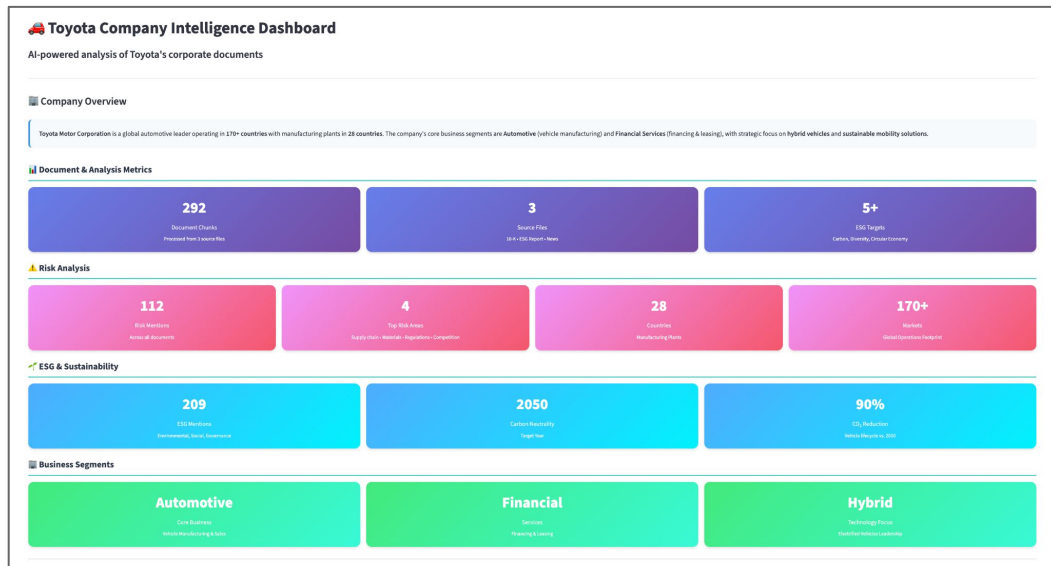 🚗 Toyota Company Intelligence Dashboard
AI-powered analysis of Toyota's corporate documents
🏢 Company Overview
Toyota Motor Corporation is a global automotive leader operating in 170+ countries with manufacturing plants in 28 countries. The company's core business segments are Automotive (vehicle manufacturing) and Financial Services (financing & leasing), with strategic focus on hybrid vehicles and sustainable mobility solutions.
📊 Document & Analysis Metrics
292
Document Chunks
Processed from 3 source files
3
Source Files
10-K • ESG Report • News
5+
ESG Targets
Carbon, Diversity, Circular Economy
⚠️ Risk Analysis
112
Risk Mentions
Across all documents
4
Top Risk Areas
Supply chain • Materials • Regulations • Competition
28
Countries
Manufacturing Plants
170+
Markets
Global Operations Footprint
🌱 ESG & Sustainability
209
ESG Mentions
Environmental, Social, Governance
2050
Carbon Neutrality
Target Year
90%
CO₂ Reduction
Vehicle lifecycle vs.
🏢 Business Segments
Automotive
Core Business
Vehicle Manufacturing & Sales
Financial
Services
Financing & Leasing
Hybrid
Technology Focus
Electrified Vehicles Leadership